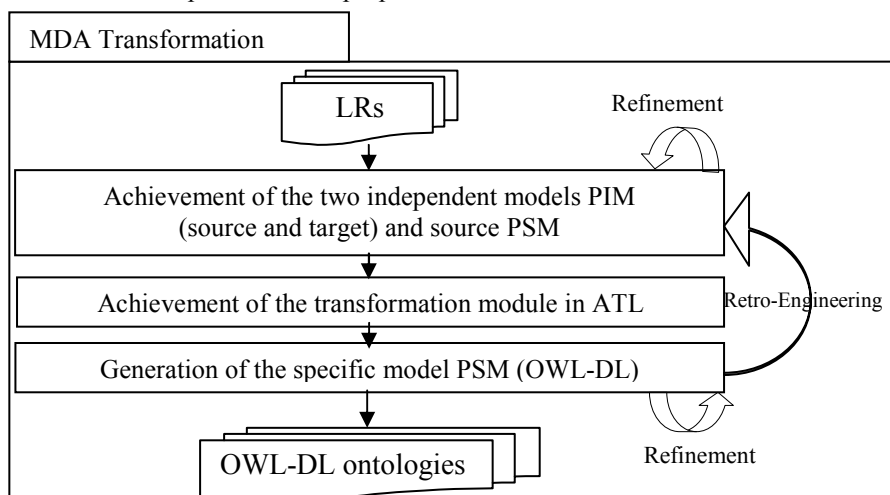 MDA Transformation
LRs
Refinement
Achievement of the two independent models PIM
(source and target) and source PSM
Achievement of the transformation module in ATL
Retro-Engineering
Generation of the specific model PSM (OWL-DL)
Refinement
OWL-DL ontologies